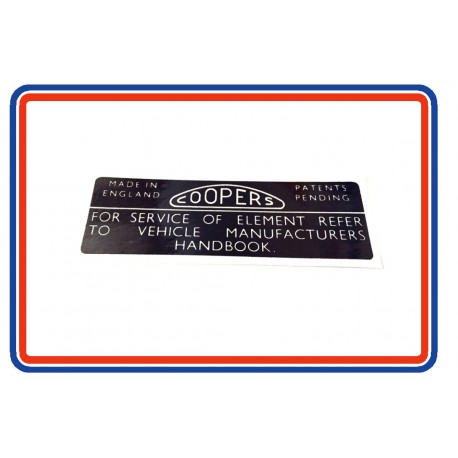 MADE IN
ENGLAND
COOPERS
PATENTS
PENDING
FOR SERVICE OF ELEMENT REFER
TO VEHICLE MANUFACTURERS
HANDBOOK.